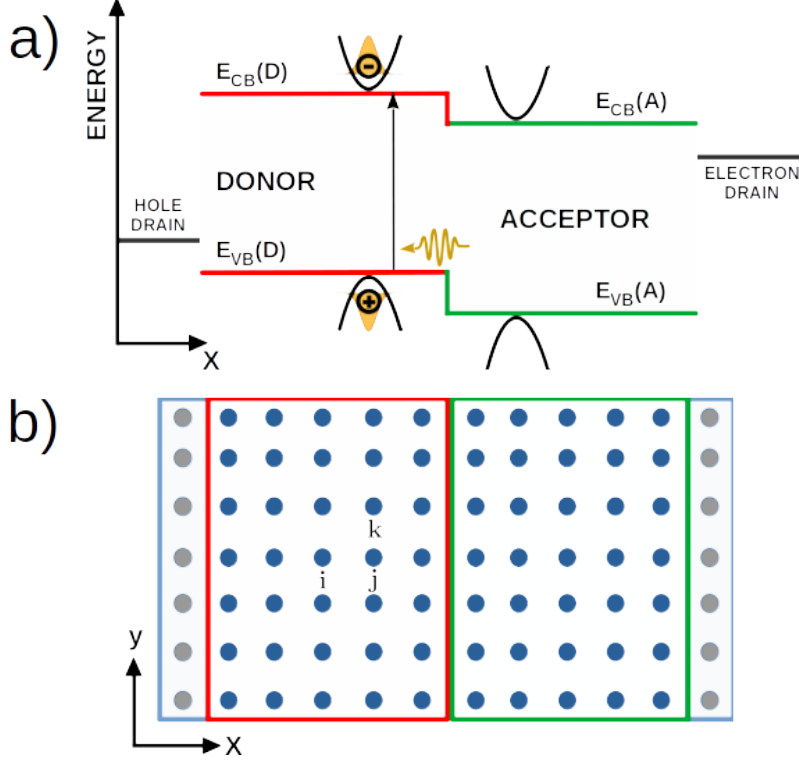 a)
ENERGY
E_CB(D)
E_CB(A)
DONOR
ELECTRON
DRAIN
HOLE
DRAIN
ACCEPTOR
E_VB(D)
E_VB(A)
X
b)
k
i
j
y
X